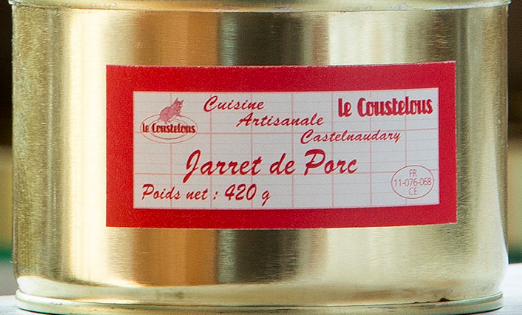 le Coustelous
Cuisine
Artisanale
Castelnaudary
le Coustelous
Jarret de Porc
Poids net : 420 g
FR
11-076-068
CE